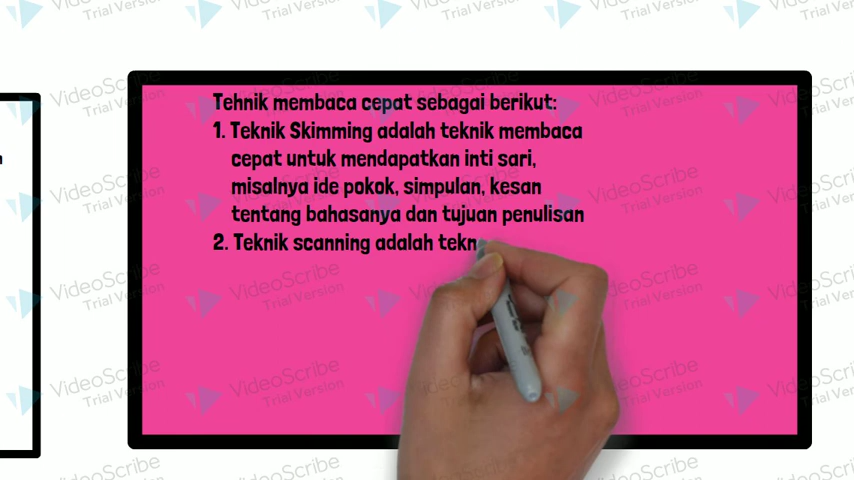 Tehnik membaca cepat sebagai berikut:
1. Teknik Skimming adalah teknik membaca
cepat untuk mendapatkan inti sari,
misalnya ide pokok, simpulan, kesan
tentang bahasanya dan tujuan penulisan
2. Teknik scanning adalah tekn
VideoScribe
Trial Version